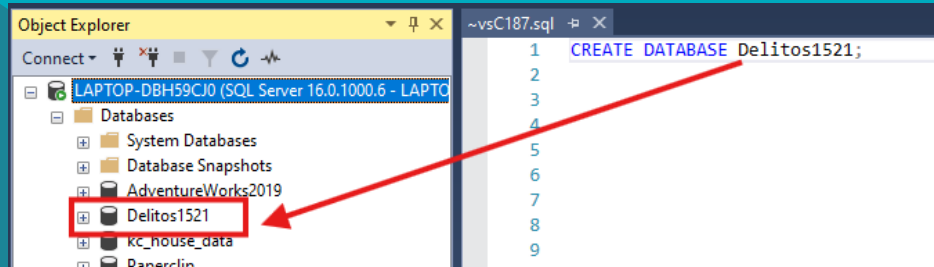 Object Explorer
Connect
LAPTOP-DBH59CJ0 (SQL Server 16.0.1000.6 - LAPTO
Databases
System Databases
Database Snapshots
AdventureWorks2019
Delitos1521
kc_house_data
Paperclip
~vsC187.sql
1 CREATE DATABASE Delitos1521;
2
3
4
5
6
7
8
9